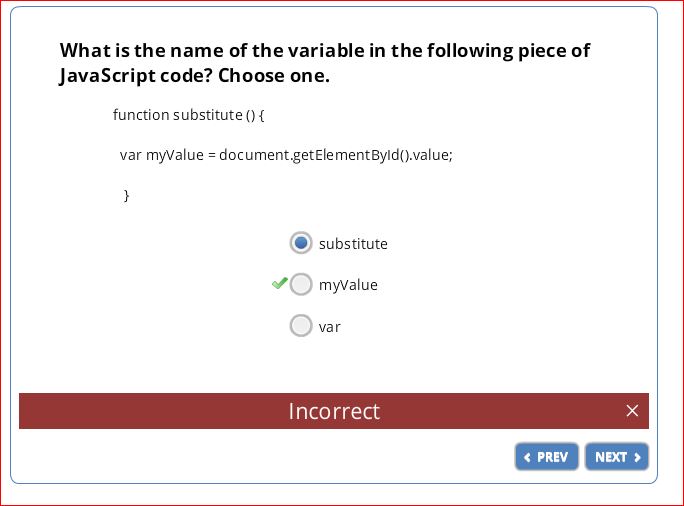 What is the name of the variable in the following piece of
JavaScript code? Choose one.
function substitute () {
var myValue = document.getElementById().value;
}
substitute
myValue
var
Incorrect
PREV
NEXT